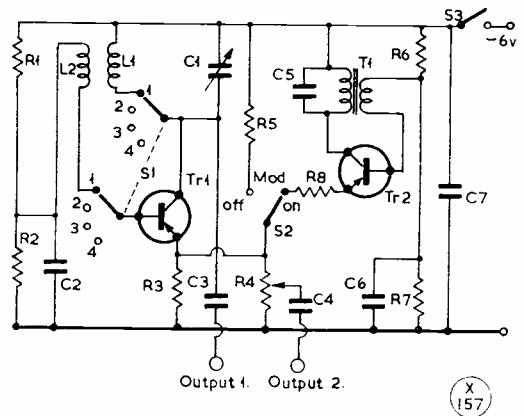 S3
-6v
R1
L2
L1
C1
C5
T1
R6
1
2
3
4
R5
S1
Tr1
Mod
off
on
R8
Tr2
C7
1
2
3
4
S2
R2
C2
R3
C3
R4
C4
C6
R7
Output 1.
Output 2.
X
157